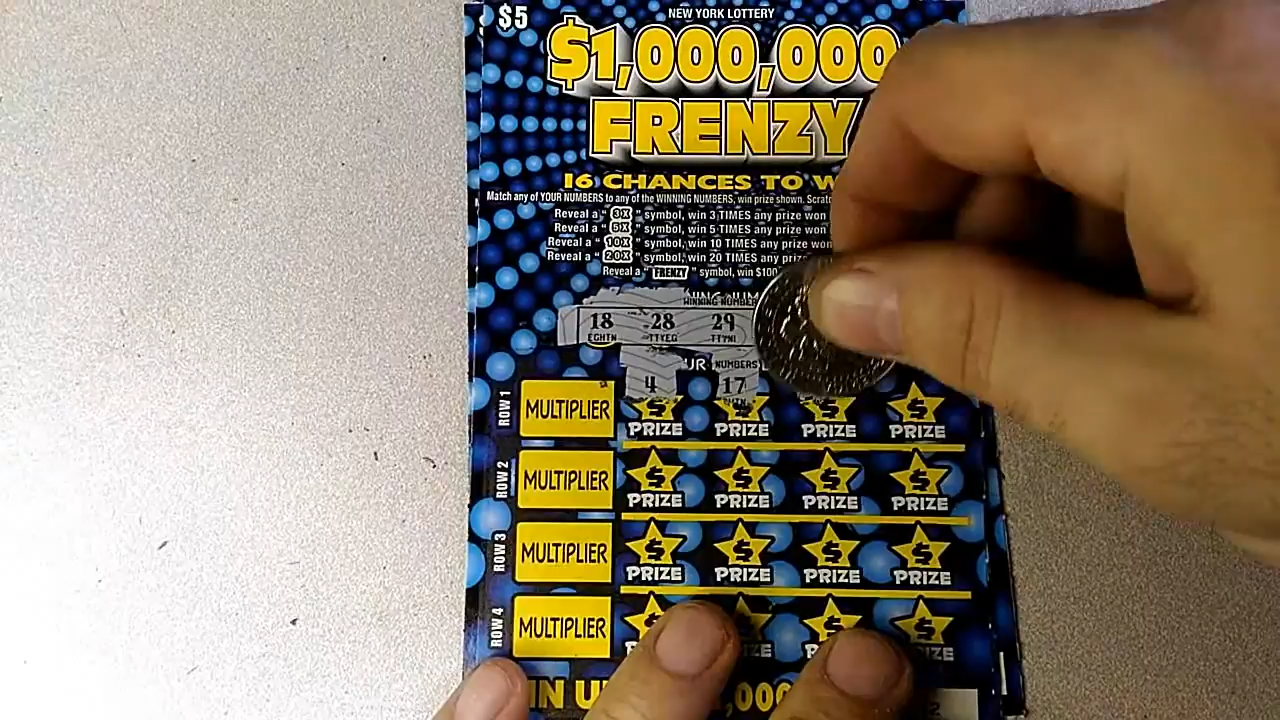 $5
NEW YORK LOTTERY
$1,000,000
FRENZY
16 CHANCES TO
Match any of YOUR NUMBERS to any of the WINNING NUMBERS, win prize shown.
Reveal a "3X" symbol, win 3 TIMES any prize won
Reveal a "5X" symbol, win 5 TIMES any prize won
Reveal a "10X" symbol, win 10 TIMES any prize won
Reveal a "20X" symbol, win 20 TIMES any
Reveal a "FRENZY" symbol, win $100
WINNING
18 28 29
EGHTN TTYEG TTYNI
NUMBERS
4 17
ROW 1 MULTIPLIER $ $ $ $
PRIZE PRIZE PRIZE PRIZE
ROW 2 MULTIPLIER $ $ $ $
PRIZE PRIZE PRIZE PRIZE
ROW 3 MULTIPLIER $ $ $ $
PRIZE PRIZE PRIZE PRIZE
ROW 4 MULTIPLIER $ $ $ $